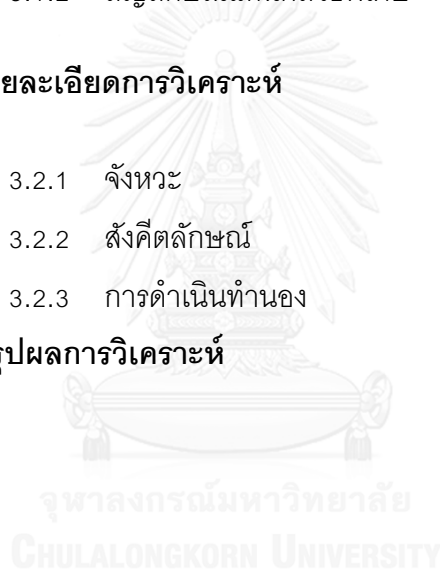 ยละเอียดการวิเคราะห์
3.2.1 จังหวะ
3.2.2 สังคีตลักษณ์
3.2.3 การดำเนินทำนอง
รุปผลการวิเคราะห์
จุฬาลงกรณ์มหาวิทยาลัย
CHULALONGKORN UNIVERSITY